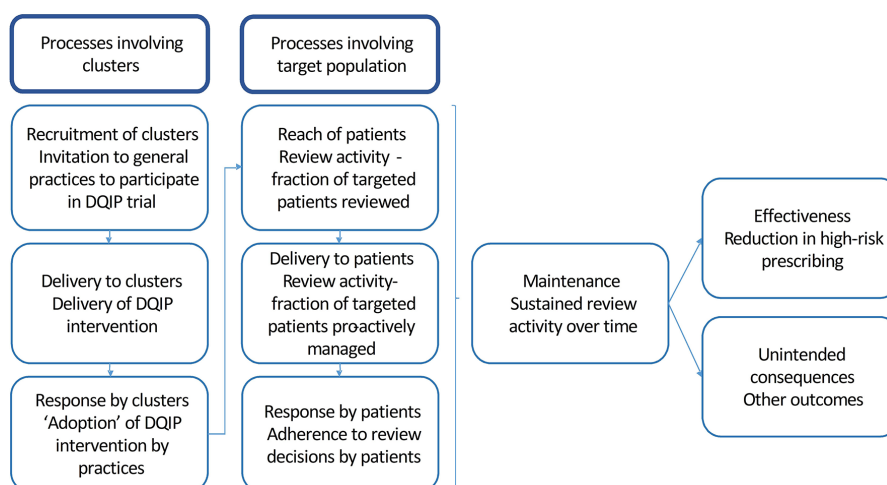 Processes involving
clusters
Processes involving
target population
Recruitment of clusters
Invitation to general
practices to participate
in DQIP trial
Reach of patients
Review activity -
fraction of targeted
patients reviewed
Delivery to clusters
Delivery of DQIP
intervention
Delivery to patients
Review activity-
fraction of targeted
patients pro-actively
managed
Response by clusters
‘Adoption’ of DQIP
intervention by
practices
Response by patients
Adherence to review
decisions by patients
Maintenance
Sustained review
activity over time
Effectiveness
Reduction in high-risk
prescribing
Unintended
consequences
Other outcomes